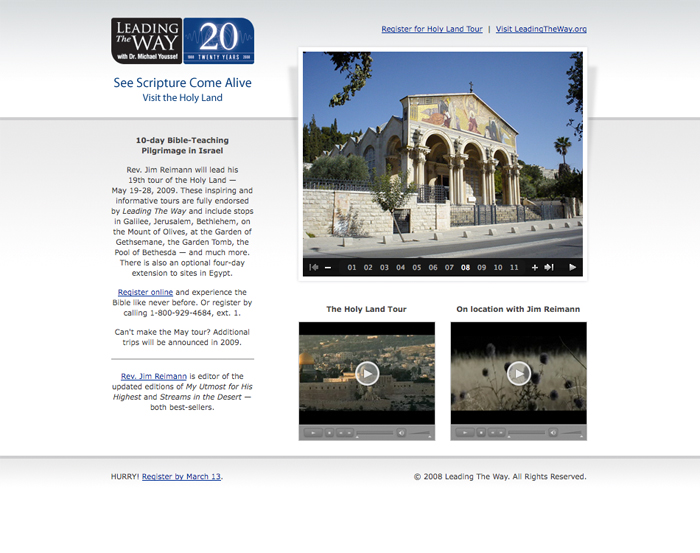 LEADING
The WAY
with Dr. Michael Youssef
20
1988 TWENTY YEARS 2008
Register for Holy Land Tour | Visit LeadingTheWay.org
See Scripture Come Alive
Visit the Holy Land
10-day Bible-Teaching
Pilgrimage in Israel
Rev. Jim Reimann will lead his
19th tour of the Holy Land —
May 19-28, 2009. These inspiring and
informative tours are fully endorsed
by Leading The Way and include stops
in Galilee, Jerusalem, Bethlehem, on
the Mount of Olives, at the Garden of
Gethsemane, the Garden Tomb, the
Pool of Bethesda — and much more.
There is also an optional four-day
extension to sites in Egypt.
Register online and experience the
Bible like never before. Or register by
calling 1-800-929-4684, ext. 1.
Can't make the May tour? Additional
trips will be announced in 2009.
Rev. Jim Reimann is editor of the
updated editions of My Utmost for His
Highest and Streams in the Desert —
both best-sellers.
01 02 03 04 05 06 07 08 09 10 11
The Holy Land Tour
On location with Jim Reimann
HURRY! Register by March 13.
© 2008 Leading The Way. All Rights Reserved.